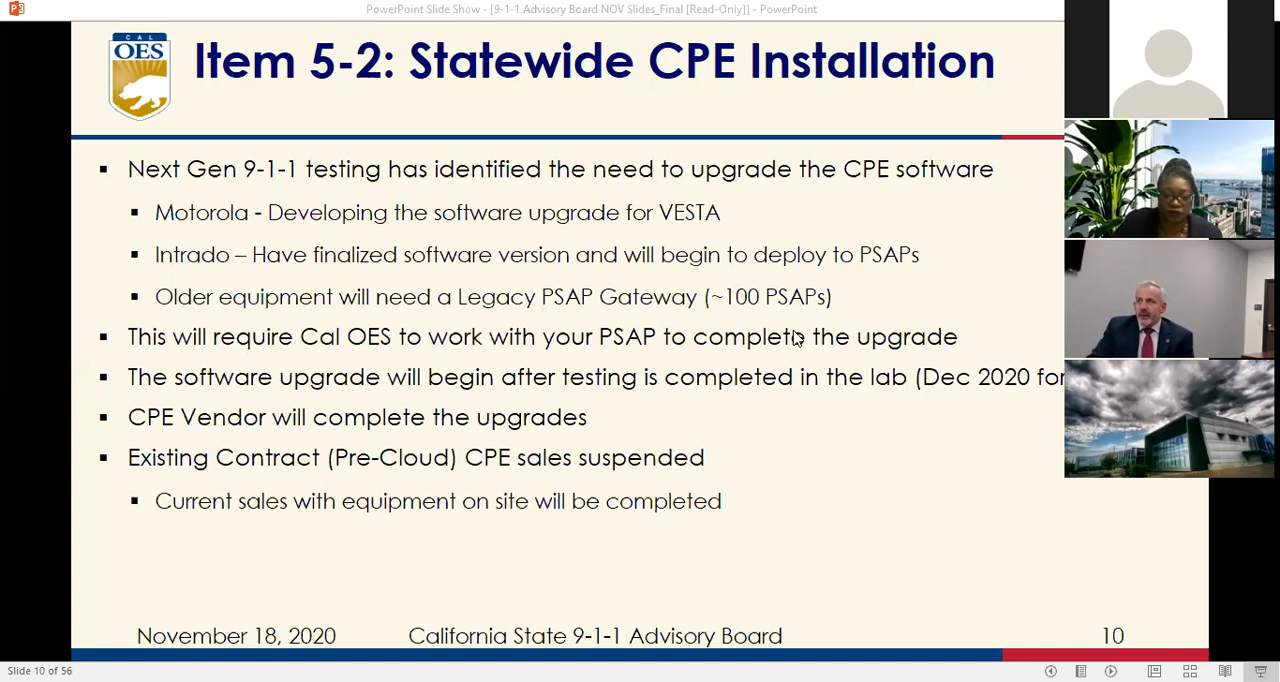 PowerPoint Slide Show - [9-1-1 Advisory Board NOV Slides_Final [Read-Only]] - PowerPoint
CAL
OES
Item 5-2: Statewide CPE Installation
▪ Next Gen 9-1-1 testing has identified the need to upgrade the CPE software
▪ Motorola - Developing the software upgrade for VESTA
▪ Intrado – Have finalized software version and will begin to deploy to PSAPs
▪ Older equipment will need a Legacy PSAP Gateway (~100 PSAPs)
▪ This will require Cal OES to work with your PSAP to complete the upgrade
▪ The software upgrade will begin after testing is completed in the lab (Dec 2020 for
▪ CPE Vendor will complete the upgrades
▪ Existing Contract (Pre-Cloud) CPE sales suspended
▪ Current sales with equipment on site will be completed
November 18, 2020 California State 9-1-1 Advisory Board 10
Slide 10 of 56